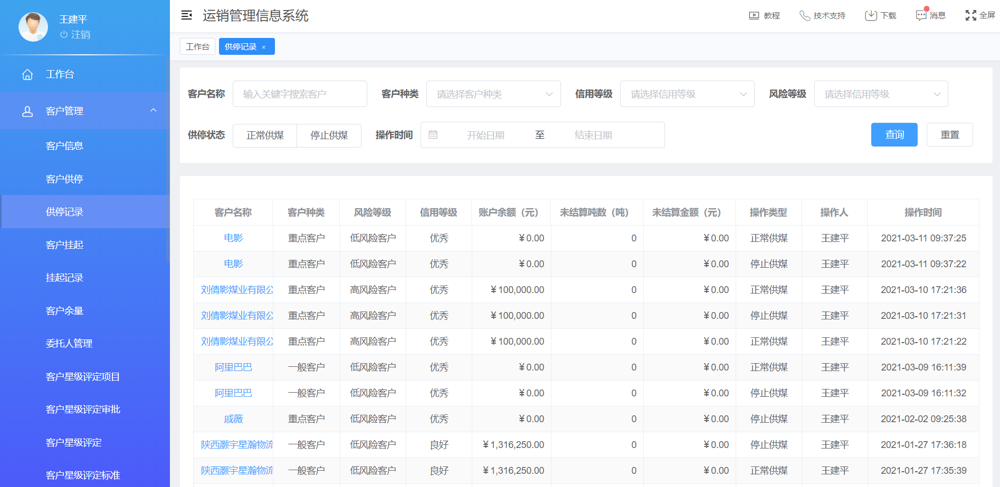 王建平
注销
工作台
客户管理
客户信息
客户供停
供停记录
客户挂起
挂起记录
客户余量
委托人管理
客户星级评定项目
客户星级评定审批
客户星级评定
客户星级评定标准
运销管理信息系统
教程 技术支持 下载 消息 全屏
工作台 供停记录 ×
客户名称 输入关键字搜索客户 客户种类 请选择客户种类 信用等级 请选择信用等级 风险等级 请选择信用等级
供停状态 正常供煤 停止供煤 操作时间 开始日期 至 结束日期 查询 重置
客户名称 客户种类 风险等级 信用等级 账户余额（元） 未结算吨数（吨） 未结算金额（元） 操作类型 操作人 操作时间
电影 重点客户 低风险客户 优秀 ¥0.00 0 ¥0.00 正常供煤 王建平 2021-03-11 09:37:25
电影 重点客户 低风险客户 优秀 ¥0.00 0 ¥0.00 停止供煤 王建平 2021-03-11 09:37:22
刘倩影煤业有限公 重点客户 高风险客户 优秀 ¥100,000.00 0 ¥0.00 正常供煤 王建平 2021-03-10 17:21:36
刘倩影煤业有限公 重点客户 高风险客户 优秀 ¥100,000.00 0 ¥0.00 停止供煤 王建平 2021-03-10 17:21:31
刘倩影煤业有限公 重点客户 高风险客户 优秀 ¥100,000.00 0 ¥0.00 正常供煤 王建平 2021-03-10 17:21:22
阿里巴巴 一般客户 低风险客户 优秀 ¥0.00 0 ¥0.00 正常供煤 王建平 2021-03-09 16:11:39
阿里巴巴 一般客户 低风险客户 优秀 ¥0.00 0 ¥0.00 停止供煤 王建平 2021-03-09 16:11:32
戚薇 重点客户 低风险客户 优秀 ¥0.00 0 ¥0.00 停止供煤 王建平 2021-02-02 09:25:38
陕西灏宇星瀚物流 一般客户 低风险客户 良好 ¥1,316,250.00 0 ¥0.00 停止供煤 王建平 2021-01-27 17:36:18
陕西灏宇星瀚物流 一般客户 低风险客户 良好 ¥1,316,250.00 0 ¥0.00 正常供煤 王建平 2021-01-27 17:35:39